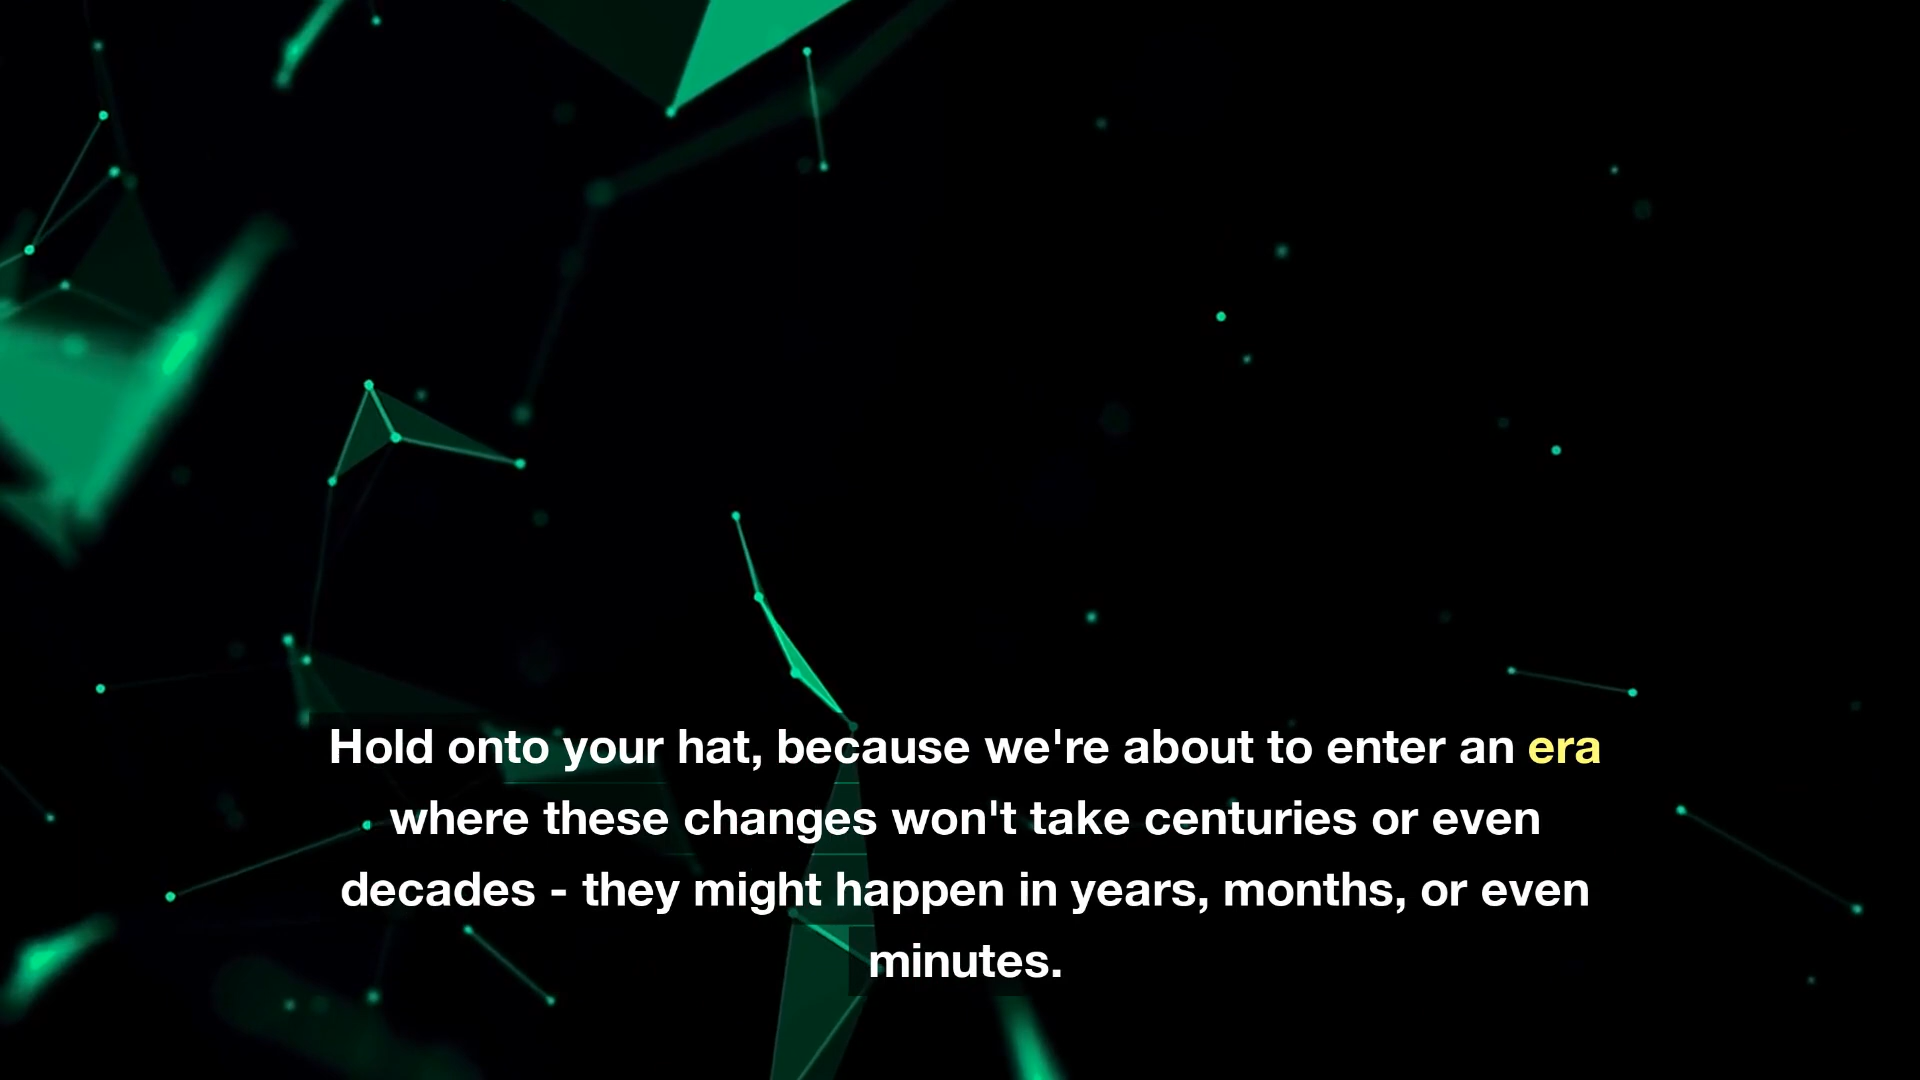 Hold onto your hat, because we're about to enter an era
where these changes won't take centuries or even
decades - they might happen in years, months, or even
minutes.